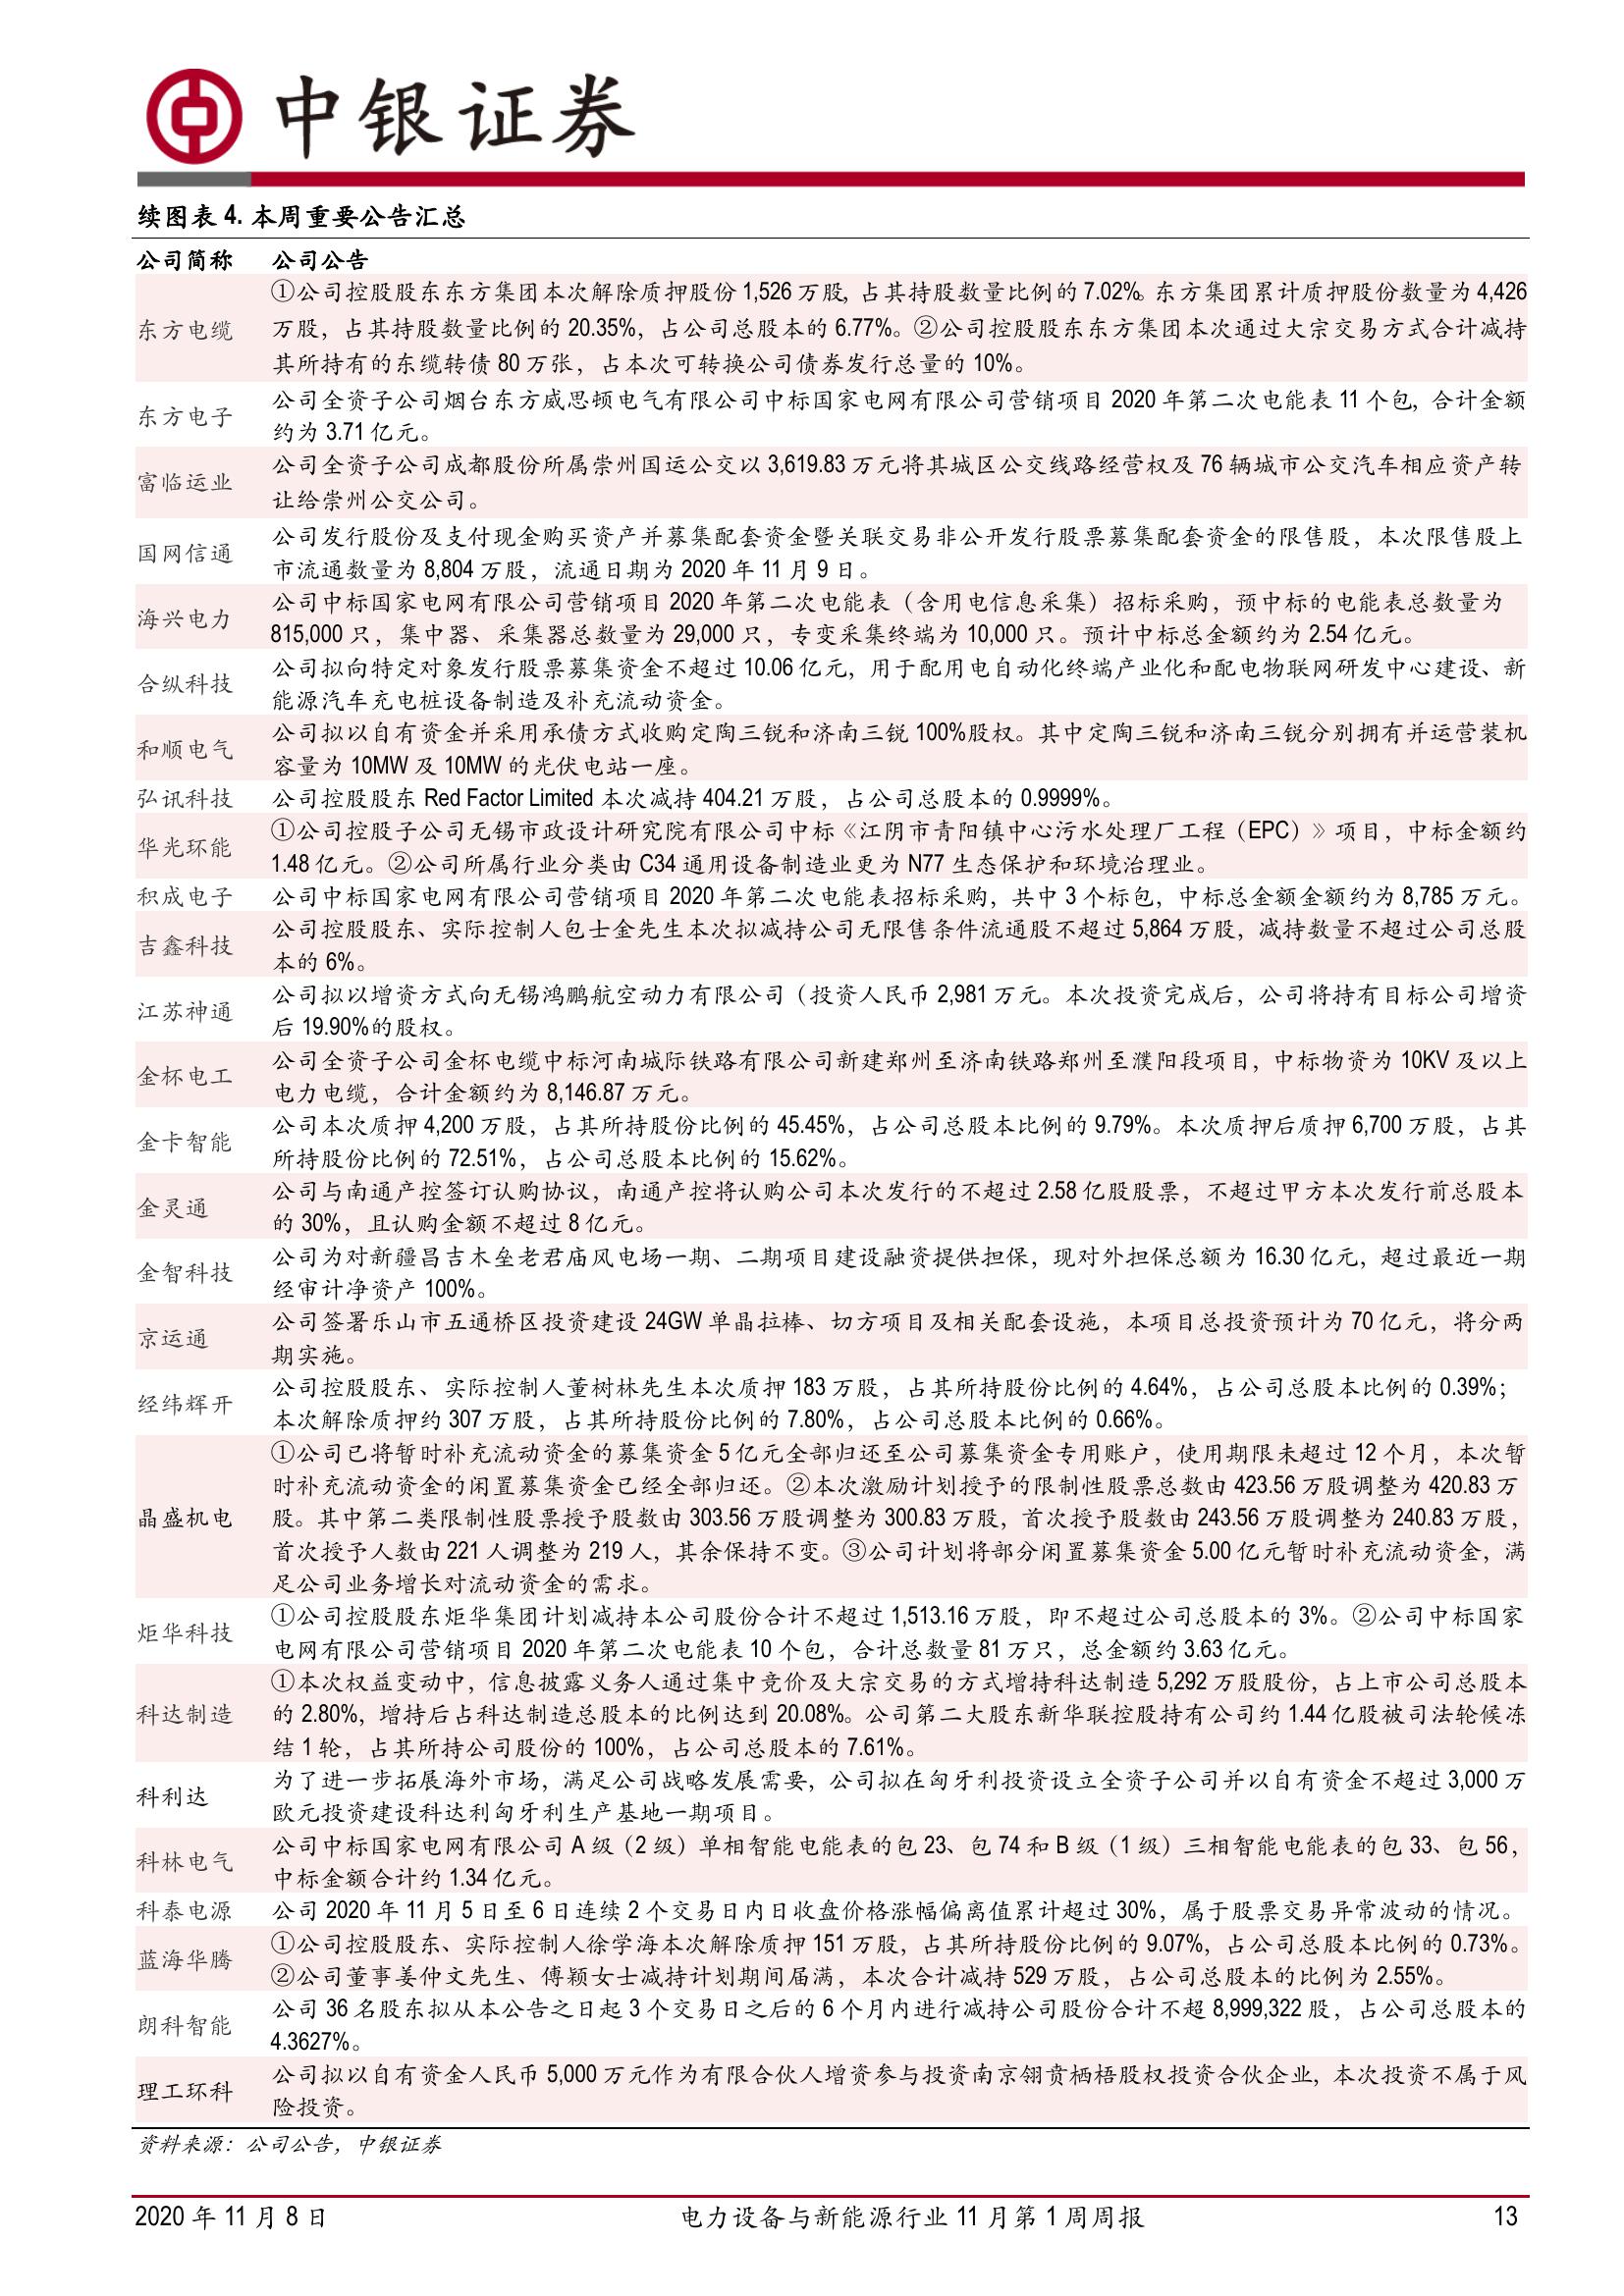 中银证券
续图表 4. 本周重要公告汇总
公司简称 公司公告
东方电缆
①公司控股股东东方集团本次解除质押股份 1,526 万股, 占其持股数量比例的 7.02%。东方集团累计质押股份数量为 4,426
万股，占其持股数量比例的 20.35%，占公司总股本的 6.77%。②公司控股股东东方集团本次通过大宗交易方式合计减持
其所持有的东缆转债 80 万张，占本次可转换公司债券发行总量的 10%。
东方电子
公司全资子公司烟台东方威思顿电气有限公司中标国家电网有限公司营销项目 2020 年第二次电能表 11 个包, 合计金额
约为 3.71 亿元。
富临运业
公司全资子公司成都股份所属崇州国运公交以 3,619.83 万元将其城区公交线路经营权及 76 辆城市公交汽车相应资产转
让给崇州公交公司。
国网信通
公司发行股份及支付现金购买资产并募集配套资金暨关联交易非公开发行股票募集配套资金的限售股，本次限售股上
市流通数量为 8,804 万股，流通日期为 2020 年 11 月 9 日。
海兴电力
公司中标国家电网有限公司营销项目 2020 年第二次电能表（含用电信息采集）招标采购，预中标的电能表总数量为
815,000 只，集中器、采集器总数量为 29,000 只，专变采集终端为 10,000 只。预计中标总金额约为 2.54 亿元。
合纵科技
公司拟向特定对象发行股票募集资金不超过 10.06 亿元，用于配用电自动化终端产业化和配电物联网研发中心建设、新
能源汽车充电桩设备制造及补充流动资金。
和顺电气
公司拟以自有资金并采用承债方式收购定陶三锐和济南三锐 100%股权。其中定陶三锐和济南三锐分别拥有并运营装机
容量为 10MW 及 10MW 的光伏电站一座。
弘讯科技 公司控股股东 Red Factor Limited 本次减持 404.21 万股，占公司总股本的 0.9999%。
华光环能
①公司控股子公司无锡市政设计研究院有限公司中标《江阴市青阳镇中心污水处理厂工程（EPC）》项目，中标金额约
1.48 亿元。②公司所属行业分类由 C34 通用设备制造业更为 N77 生态保护和环境治理业。
积成电子 公司中标国家电网有限公司营销项目 2020 年第二次电能表招标采购，共中 3 个标包，中标总金额金额约为 8,785 万元。
吉鑫科技
公司控股股东、实际控制人包士金先生本次拟减持公司无限售条件流通股不超过 5,864 万股，减持数量不超过公司总股
本的 6%。
江苏神通
公司拟以增资方式向无锡鸿鹏航空动力有限公司（投资人民币 2,981 万元。本次投资完成后，公司将持有目标公司增资
后 19.90%的股权。
金杯电工
公司全资子公司金杯电缆中标河南城际铁路有限公司新建郑州至济南铁路郑州至濮阳段项目，中标物资为 10KV 及以上
电力电缆，合计金额约为 8,146.87 万元。
金卡智能
公司本次质押 4,200 万股，占其所持股份比例的 45.45%，占公司总股本比例的 9.79%。本次质押后质押 6,700 万股，占其
所持股份比例的 72.51%，占公司总股本比例的 15.62%。
金灵通
公司与南通产控签订认购协议，南通产控将认购公司本次发行的不超过 2.58 亿股股票，不超过甲方本次发行前总股本
的 30%，且认购金额不超过 8 亿元。
金智科技
公司为对新疆昌吉木垒老君庙风电场一期、二期项目建设融资提供担保，现对外担保总额为 16.30 亿元，超过最近一期
经审计净资产 100%。
京运通
公司签署乐山市五通桥区投资建设 24GW 单晶拉棒、切方项目及相关配套设施，本项目总投资预计为 70 亿元，将分两
期实施。
经纬辉开
公司控股股东、实际控制人董树林先生本次质押 183 万股，占其所持股份比例的 4.64%，占公司总股本比例的 0.39%；
本次解除质押约 307 万股，占其所持股份比例的 7.80%，占公司总股本比例的 0.66%。
晶盛机电
①公司已将暂时补充流动资金的募集资金 5 亿元全部归还至公司募集资金专用账户，使用期限未超过 12 个月，本次暂
时补充流动资金的闲置募集资金已经全部归还。②本次激励计划授予的限制性股票总数由 423.56 万股调整为 420.83 万
股。其中第二类限制性股票授予股数由 303.56 万股调整为 300.83 万股，首次授予股数由 243.56 万股调整为 240.83 万股，
首次授予人数由 221 人调整为 219 人，其余保持不变。③公司计划将部分闲置募集资金 5.00 亿元暂时补充流动资金，满
足公司业务增长对流动资金的需求。
炬华科技
①公司控股股东炬华集团计划减持本公司股份合计不超过 1,513.16 万股，即不超过公司总股本的 3%。②公司中标国家
电网有限公司营销项目 2020 年第二次电能表 10 个包，合计总数量 81 万只，总金额约 3.63 亿元。
科达制造
①本次权益变动中，信息披露义务人通过集中竞价及大宗交易的方式增持科达制造 5,292 万股股份，占上市公司总股本
的 2.80%, 增持后占科达制造总股本的比例达到 20.08%。公司第二大股东新华联控股持有公司约 1.44 亿股被司法轮候冻
结 1 轮，占其所持公司股份的 100%，占公司总股本的 7.61%。
科利达
为了进一步拓展海外市场，满足公司战略发展需要，公司拟在匈牙利投资设立全资子公司并以自有资金不超过 3,000 万
欧元投资建设科达利匈牙利生产基地一期项目。
科林电气
公司中标国家电网有限公司 A 级（2 级）单相智能电能表的包 23、包 74 和 B 级（1 级）三相智能电能表的包 33、包 56，
中标金额合计约 1.34 亿元。
科泰电源 公司 2020 年 11 月 5 日至 6 日连续 2 个交易日内日收盘价格涨幅偏离值累计超过 30%，属于股票交易异常波动的情况。
蓝海华腾
①公司控股股东、实际控制人徐学海本次解除质押 151 万股，占其所持股份比例的 9.07%，占公司总股本比例的 0.73%。
②公司董事姜仲文先生、傅颖女士减持计划期间届满，本次合计减持 529 万股，占公司总股本的比例为 2.55%。
朗科智能
公司 36 名股东拟从本公告之日起 3 个交易日之后的 6 个月内进行减持公司股份合计不超 8,999,322 股，占公司总股本的
4.3627%。
理工环科
公司拟以自有资金人民币 5,000 万元作为有限合伙人增资参与投资南京翎贲栖梧股权投资合伙企业, 本次投资不属于风
险投资。
资料来源：公司公告，中银证券
2020 年 11 月 8 日 电力设备与新能源行业 11 月第 1 周周报 13